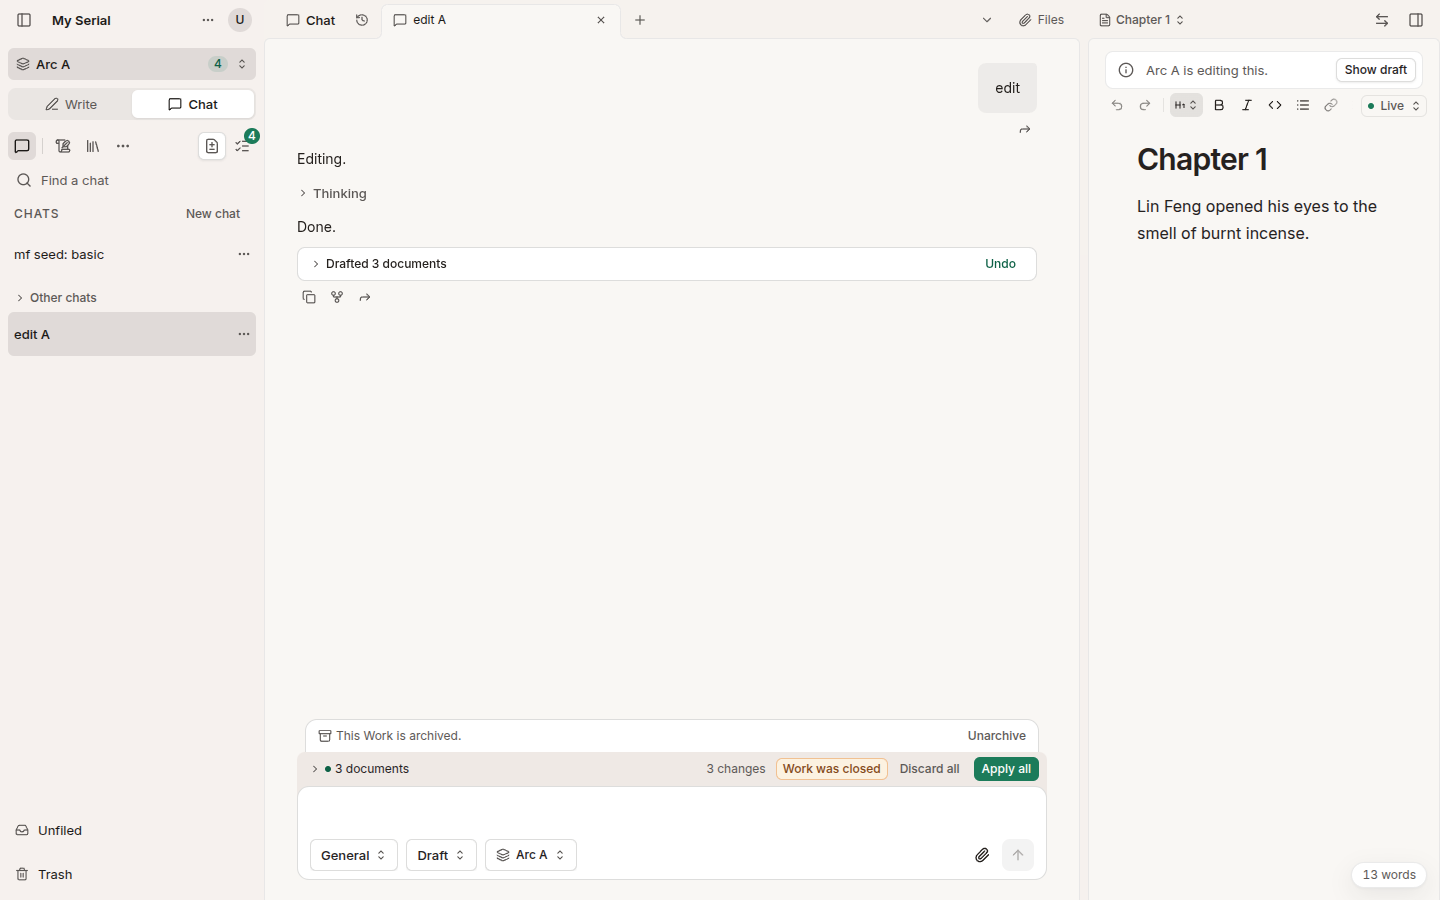 My Serial
U
Arc A
4
Write
Chat
4
Find a chat
CHATS
New chat
mf seed: basic
Other chats
edit A
Unfiled
Trash
Chat
edit A
Files
edit
Editing.
Thinking
Done.
Drafted 3 documents
Undo
This Work is archived.
Unarchive
3 documents
3 changes
Work was closed
Discard all
Apply all
General
Draft
Arc A
Chapter 1
Arc A is editing this.
Show draft
H1
B
I
Live
Chapter 1
Lin Feng opened his eyes to the
smell of burnt incense.
13 words